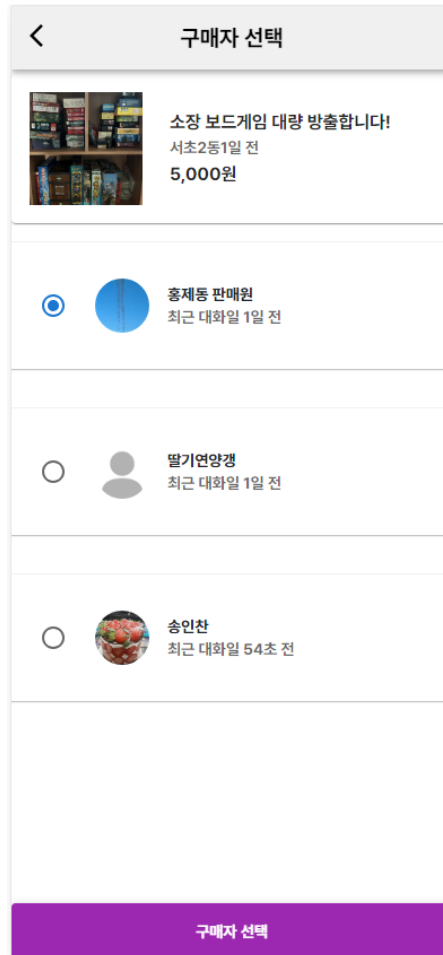 구매자 선택
소장 보드게임 대량 방출합니다!
서초2동1일 전
5,000원
홍제동 판매원
최근 대화일 1일 전
딸기연양갱
최근 대화일 1일 전
송인찬
최근 대화일 54초 전
구매자 선택